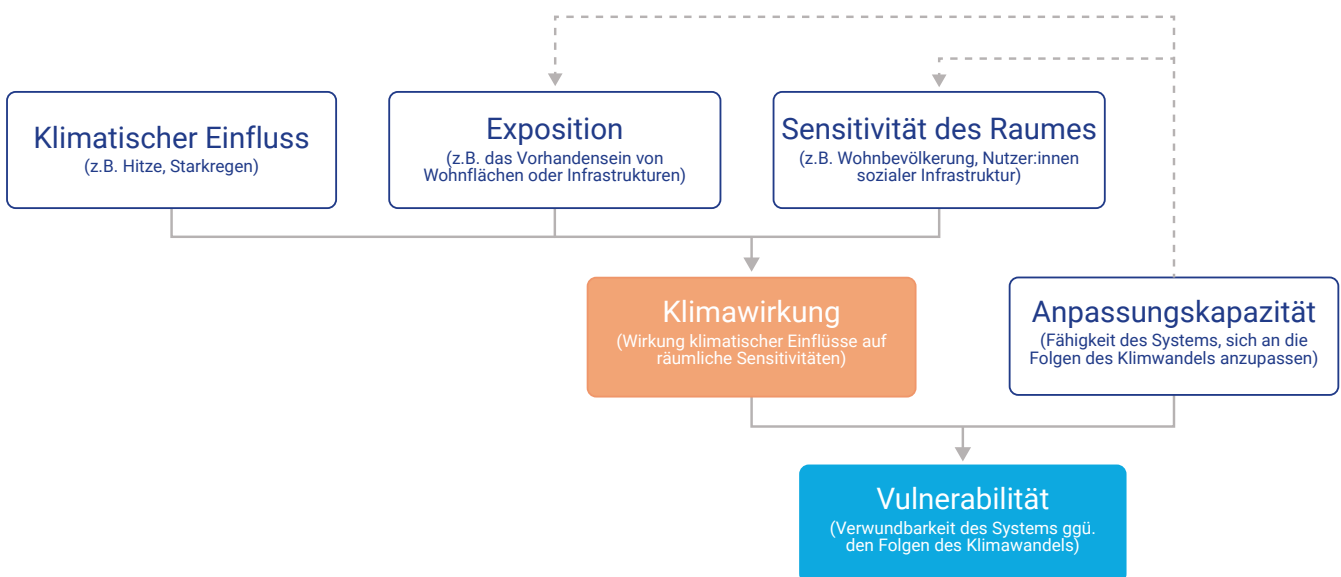 Klimatischer Einfluss
(z.B. Hitze, Starkregen)
Exposition
(z.B. das Vorhandensein von
Wohnflächen oder Infrastrukturen)
Sensitivität des Raumes
(z.B. Wohnbevölkerung, Nutzer:innen
sozialer Infrastruktur)
Klimawirkung
(Wirkung klimatischer Einflüsse auf
räumliche Sensitivitäten)
Anpassungskapazität
(Fähigkeit des Systems, sich an die
Folgen des Klimwandels anzupassen)
Vulnerabilität
(Verwundbarkeit des Systems ggü.
den Folgen des Klimawandels)